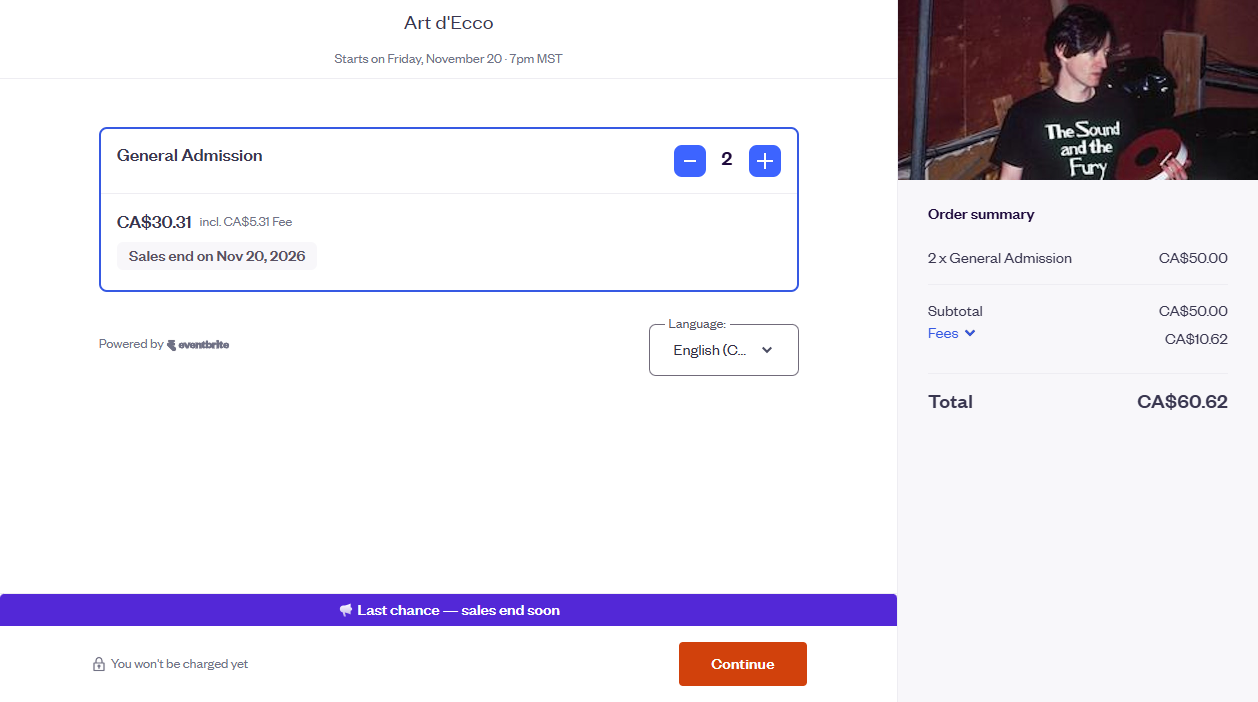 Art d'Ecco
Starts on Friday, November 20 · 7pm MST
General Admission
2
CA$30.31 incl. CA$5.31 Fee
Sales end on Nov 20, 2026
Powered by eventbrite
Language:
English (C...
Last chance — sales end soon
You won't be charged yet
Continue
The Sound
and the
Fury
Order summary
2 x General Admission CA$50.00
Subtotal CA$50.00
Fees CA$10.62
Total CA$60.62